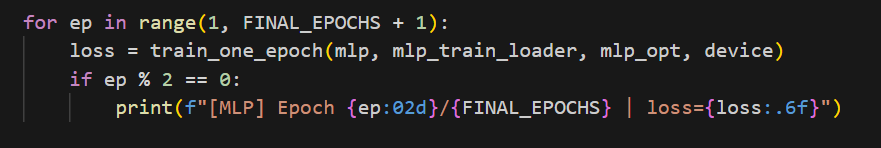 for ep in range(1, FINAL_EPOCHS + 1):
    loss = train_one_epoch(mlp, mlp_train_loader, mlp_opt, device)
    if ep % 2 == 0:
        print(f"[MLP] Epoch {ep:02d}/{FINAL_EPOCHS} | loss={loss:.6f}")